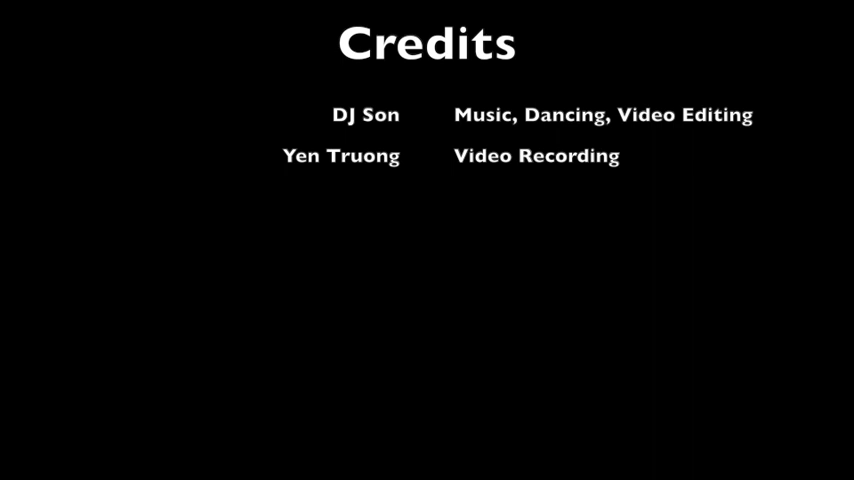 Credits
DJ Son Music, Dancing, Video Editing
Yen Truong Video Recording